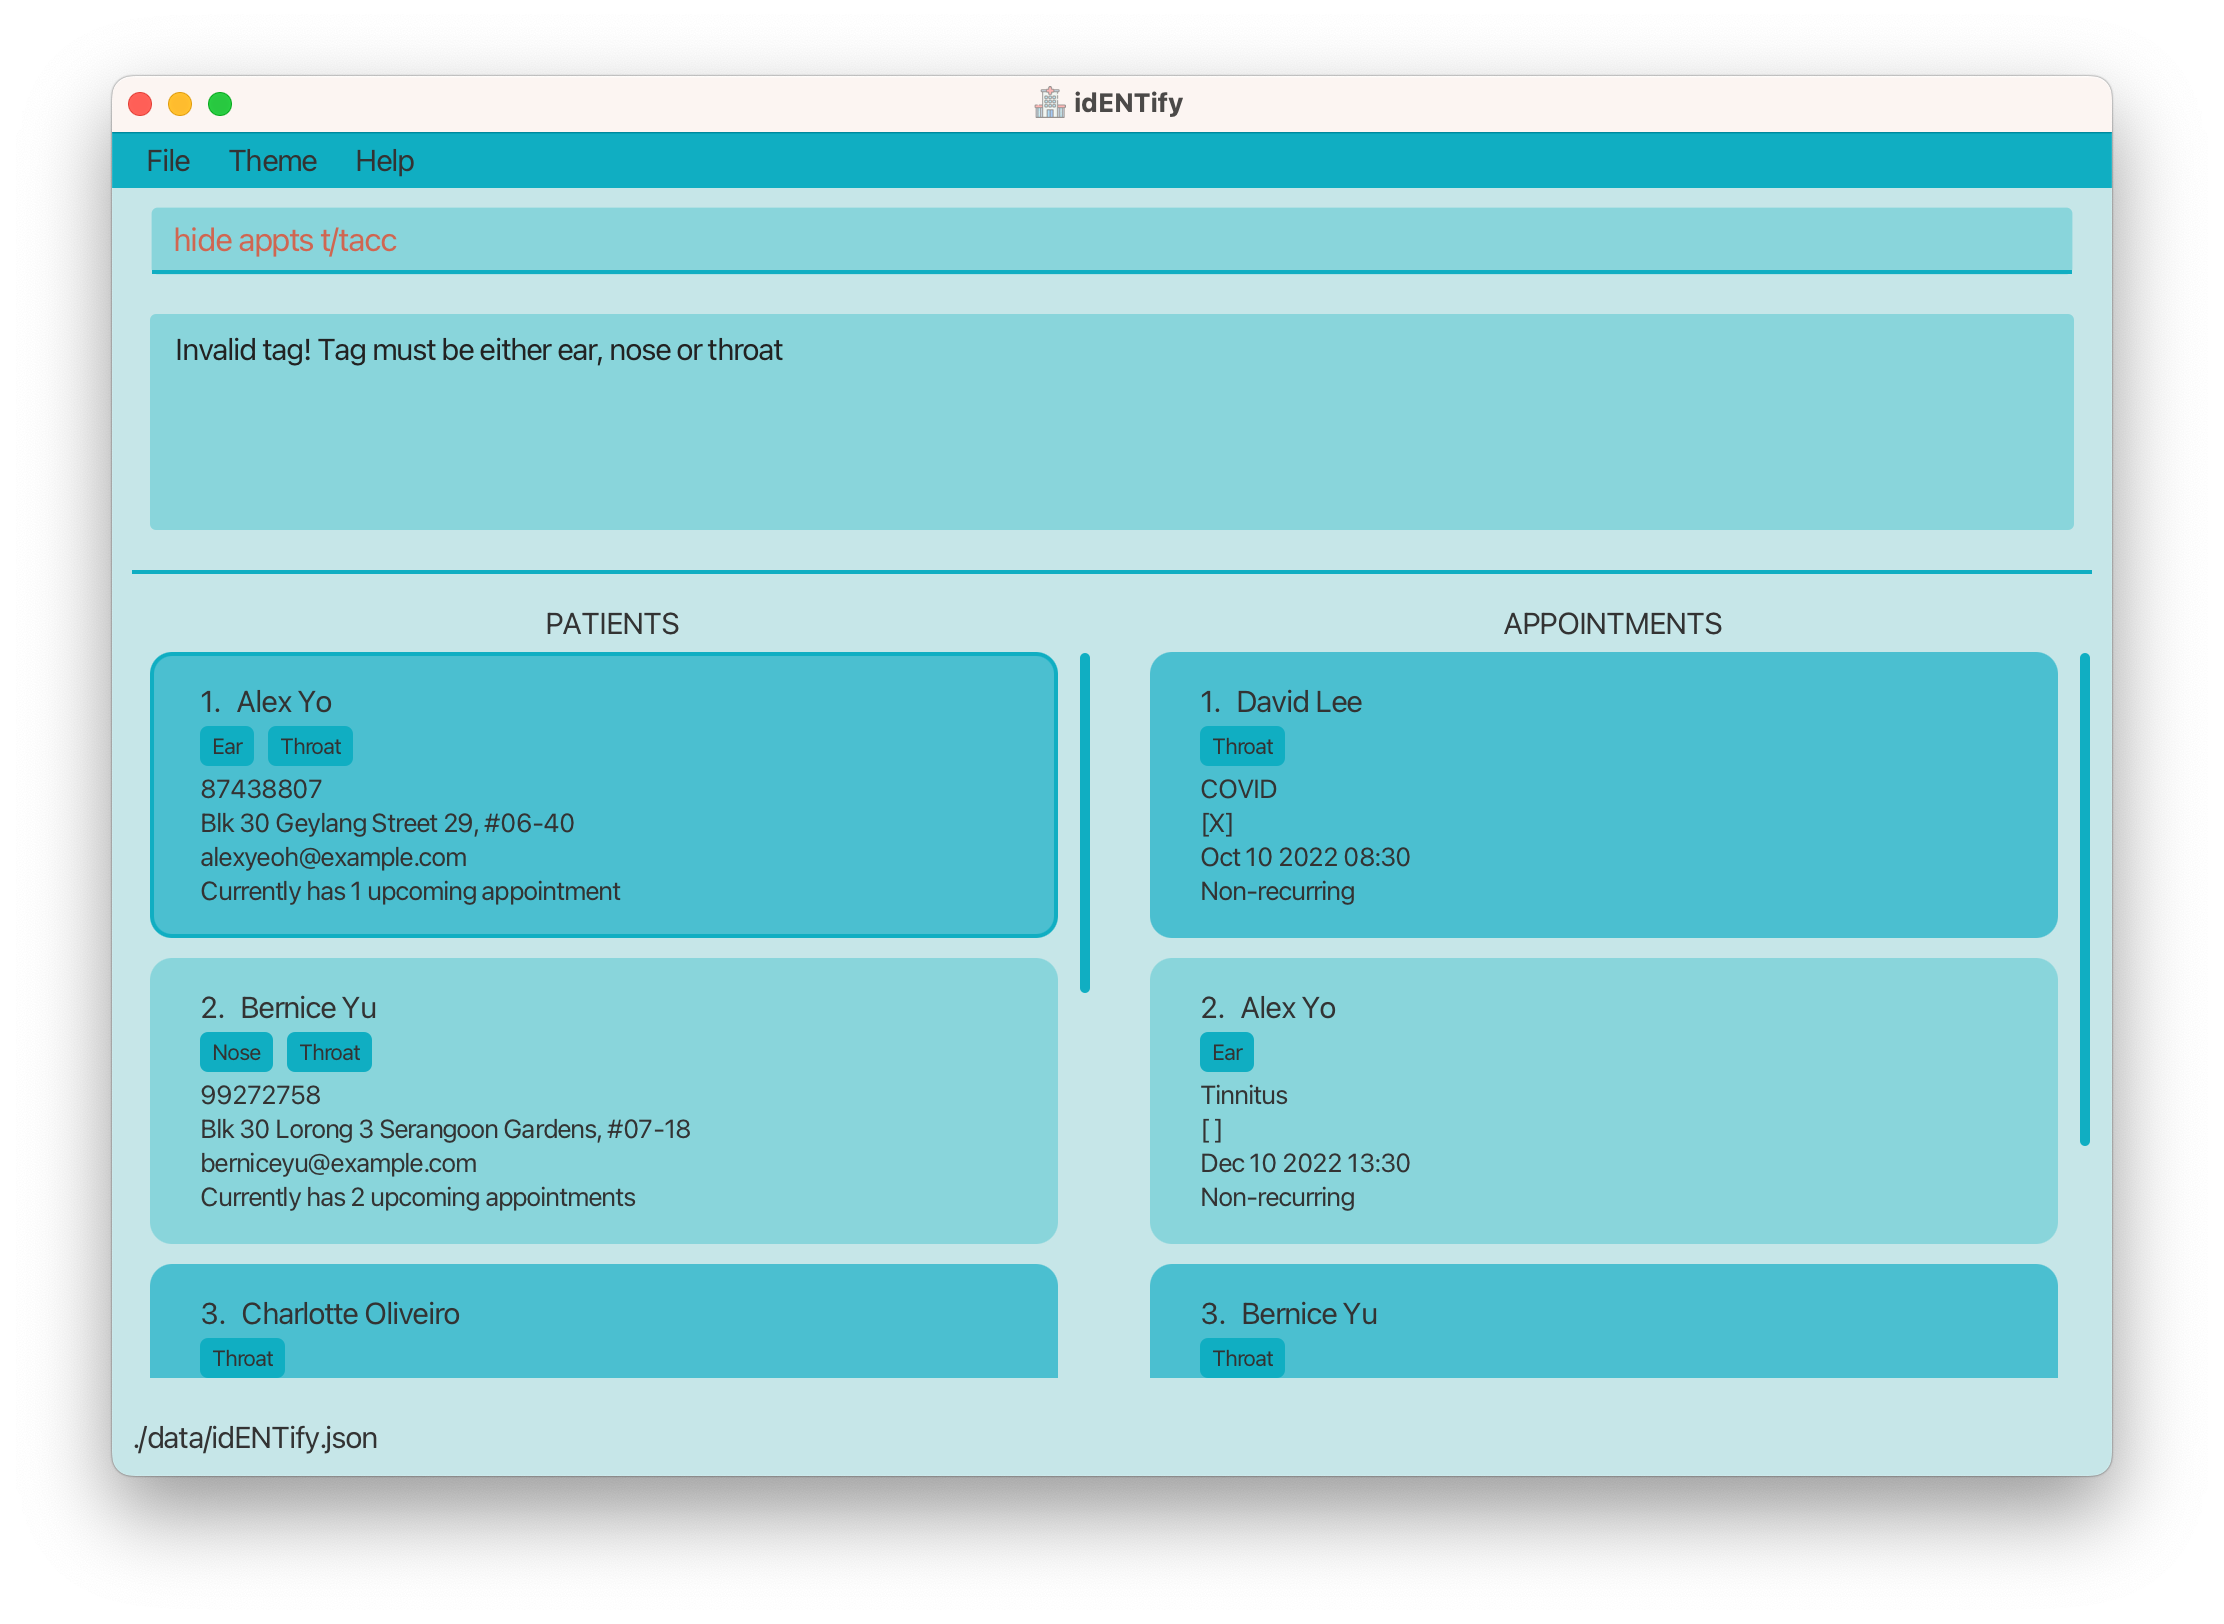 idENTify
File Theme Help
hide appts t/tacc
Invalid tag! Tag must be either ear, nose or throat
PATIENTS
1. Alex Yo
Ear Throat
87438807
Blk 30 Geylang Street 29, #06-40
alexyeoh@example.com
Currently has 1 upcoming appointment
2. Bernice Yu
Nose Throat
99272758
Blk 30 Lorong 3 Serangoon Gardens, #07-18
berniceyu@example.com
Currently has 2 upcoming appointments
3. Charlotte Oliveiro
Throat
APPOINTMENTS
1. David Lee
Throat
COVID
[X]
Oct 10 2022 08:30
Non-recurring
2. Alex Yo
Ear
Tinnitus
[ ]
Dec 10 2022 13:30
Non-recurring
3. Bernice Yu
Throat
./data/idENTify.json